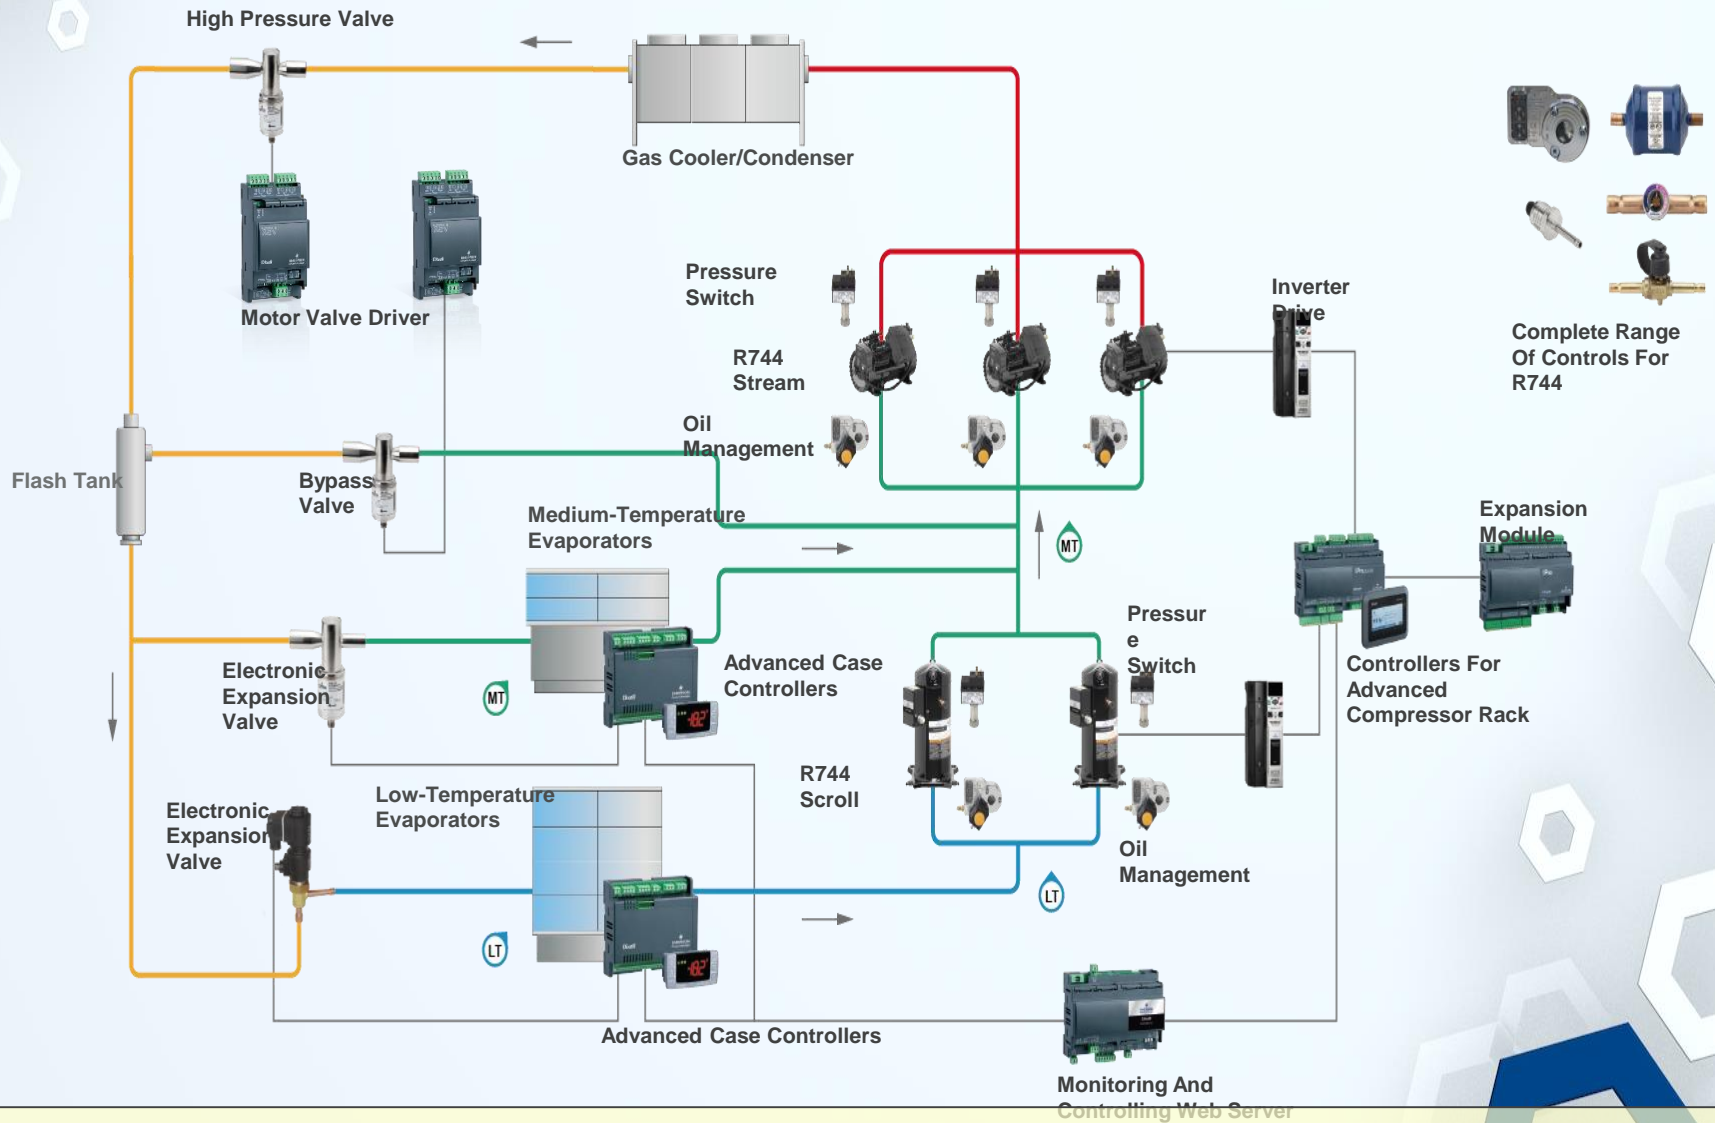 High Pressure Valve
Gas Cooler/Condenser
Motor Valve Driver
Pressure
Switch
R744
Stream
Oil
Management
Inverter
Drive
Complete Range
Of Controls For
R744
Flash Tank
Bypass
Valve
Medium-Temperature
Evaporators
MT
Expansion
Module
Electronic
Expansion
Valve
MT
Advanced Case
Controllers
Pressur
e
Switch
Controllers For
Advanced
Compressor Rack
R744
Scroll
Electronic
Expansion
Valve
Low-Temperature
Evaporators
Oil
Management
LT
LT
Advanced Case Controllers
Monitoring And
Controlling Web Server